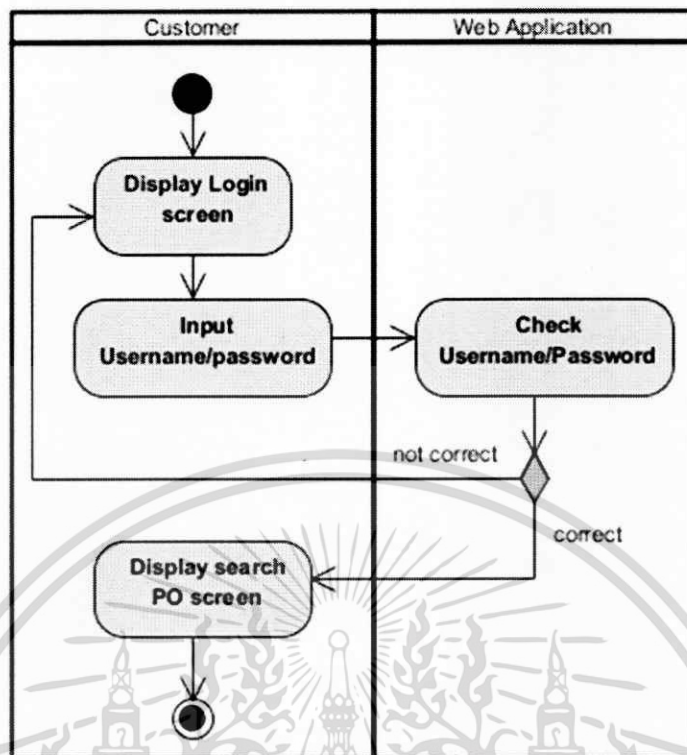 Customer
Web Application
Display Login
screen
Input
Username/password
Check
Username/Password
not correct
correct
Display search
PO screen